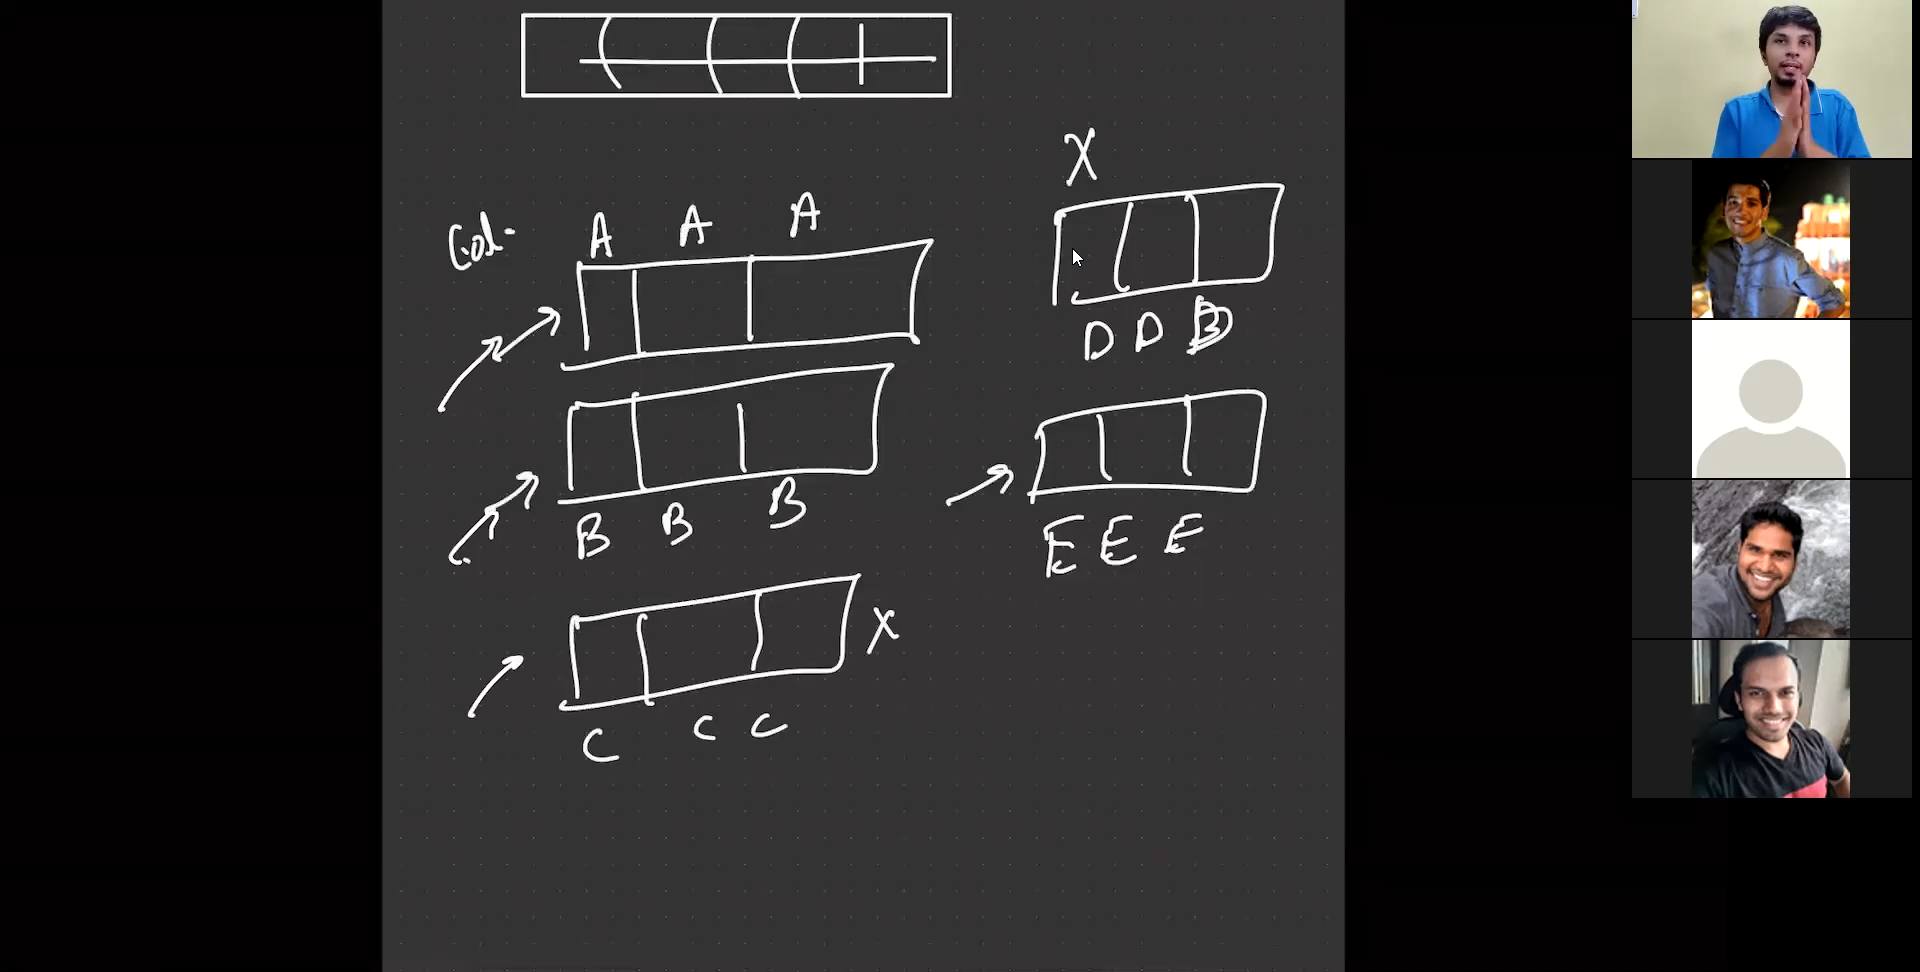 X
Col-
A A A
D D D
B B B
E E E
X
C C C